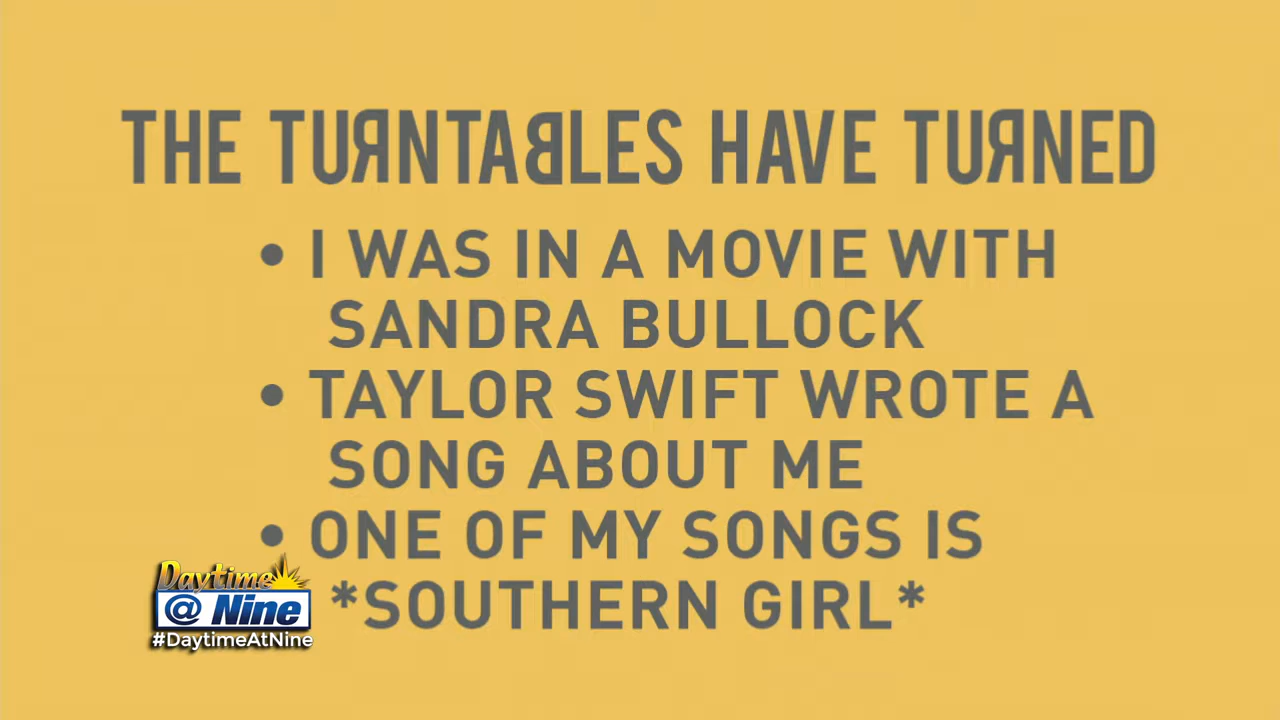 THE TURNTABLES HAVE TURNED
• I WAS IN A MOVIE WITH
SANDRA BULLOCK
• TAYLOR SWIFT WROTE A
SONG ABOUT ME
• ONE OF MY SONGS IS
*SOUTHERN GIRL*
Daytime
@ Nine
#DaytimeAtNine